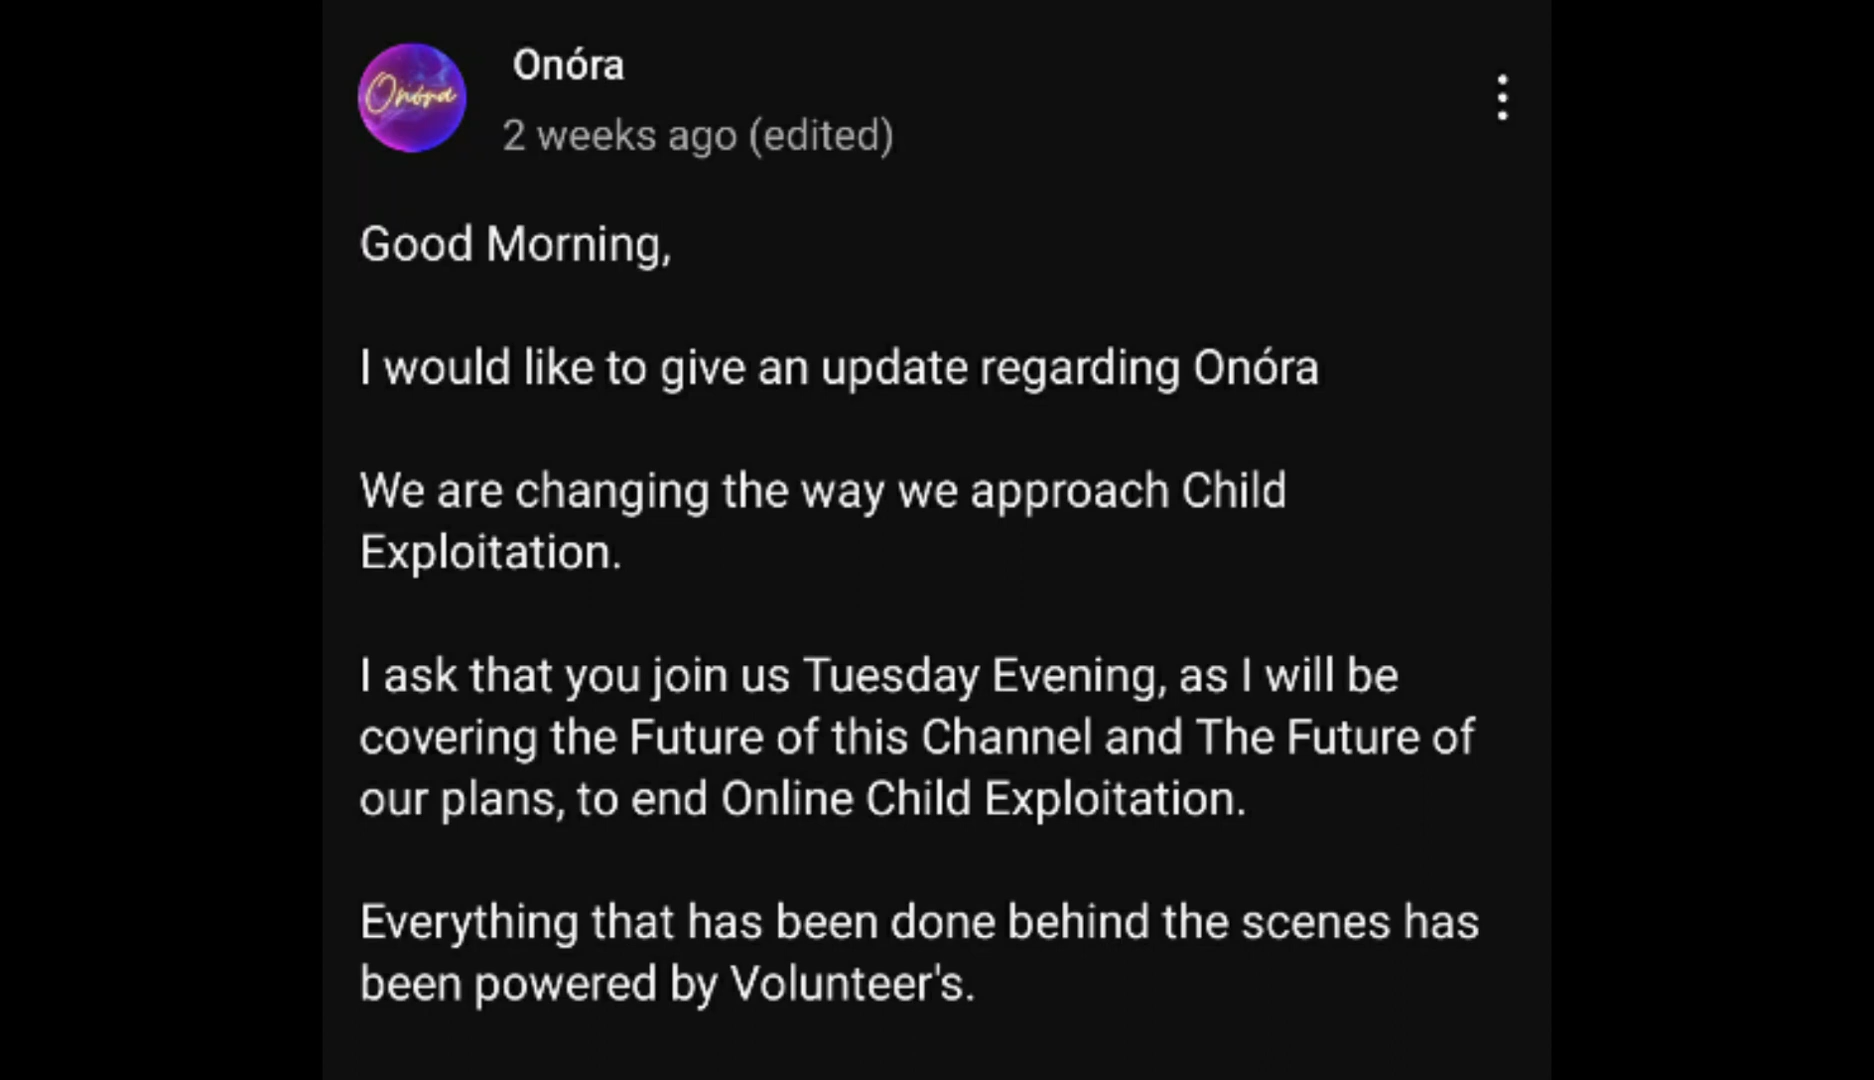 Onóra
Onóra
2 weeks ago (edited)
Good Morning,
I would like to give an update regarding Onóra
We are changing the way we approach Child
Exploitation.
I ask that you join us Tuesday Evening, as I will be
covering the Future of this Channel and The Future of
our plans, to end Online Child Exploitation.
Everything that has been done behind the scenes has
been powered by Volunteer's.